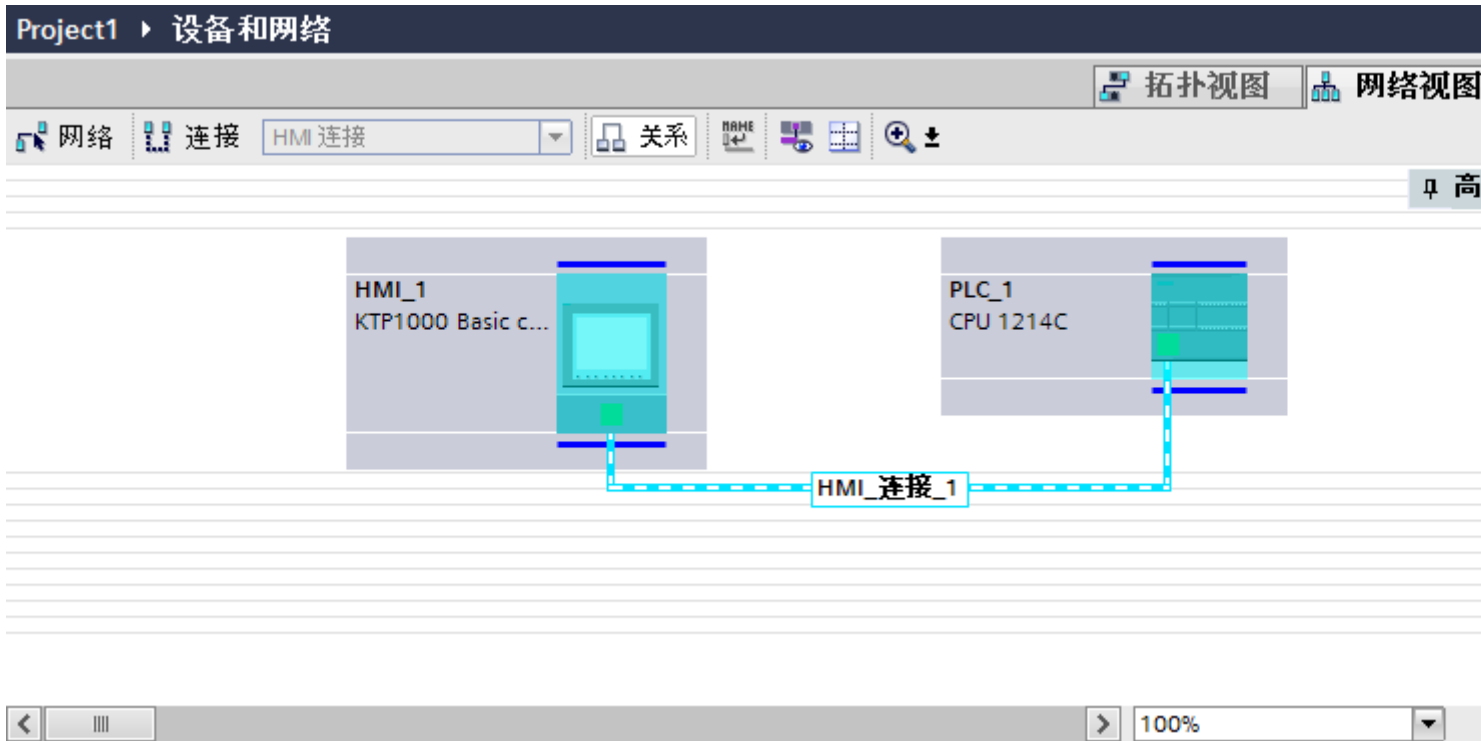 Project1 ▸ 设备和网络
拓扑视图 网络视图
网络 连接 HMI 连接 关系
高
HMI_1
KTP1000 Basic c...
PLC_1
CPU 1214C
HMI_连接_1
100%